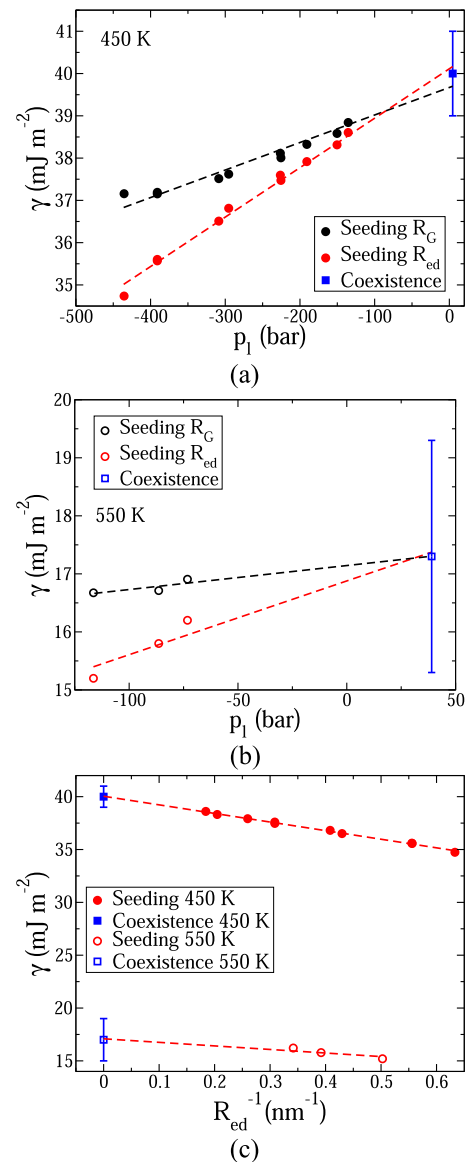 450 K
41
40
39
38
37
36
35
γ (mJ m⁻²)
Seeding R_G
Seeding R_ed
Coexistence
-500 -400 -300 -200 -100 0
p_l (bar)
(a)
20
19
18
17
16
15
γ (mJ m⁻²)
Seeding R_G
Seeding R_ed
Coexistence
550 K
-100 -50 0 50
p_l (bar)
(b)
40
35
30
25
20
15
γ (mJ m⁻²)
Seeding 450 K
Coexistence 450 K
Seeding 550 K
Coexistence 550 K
0 0.1 0.2 0.3 0.4 0.5 0.6
R_ed⁻¹ (nm⁻¹)
(c)